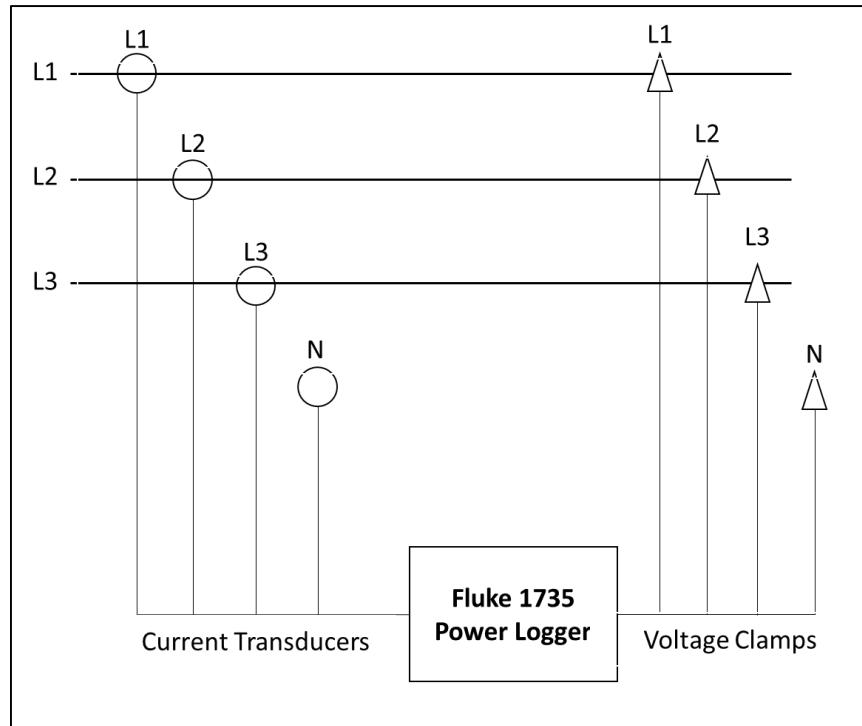 L1
L1
L1
L2
L2
L2
L3
L3
L3
N
N
Fluke 1735
Power Logger
Current Transducers
Voltage Clamps